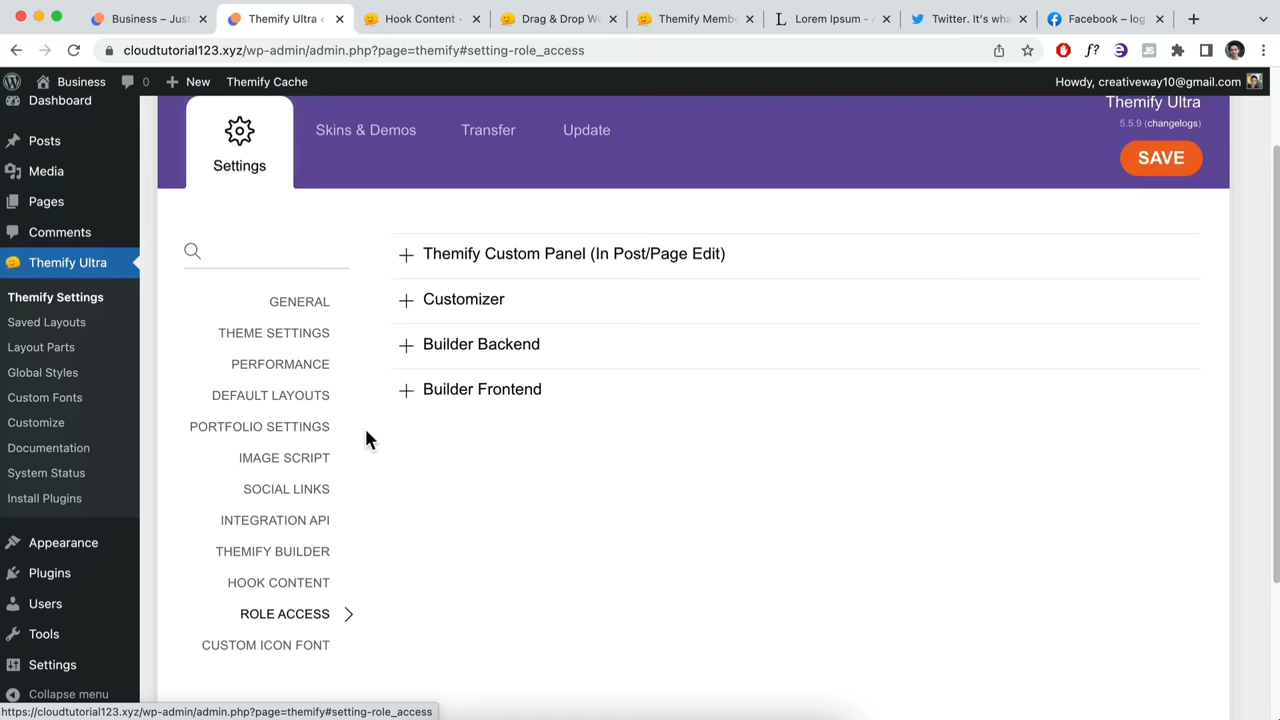 Business – Just
Themify Ultra ‹
Hook Content -
Drag & Drop Wo
Themify Membe
Lorem Ipsum - A
Twitter. It's wha
Facebook – log
cloudtutorial123.xyz/wp-admin/admin.php?page=themify#setting-role_access
Business
0
New
Themify Cache
Howdy, creativeway10@gmail.com
Dashboard
Posts
Media
Pages
Comments
Themify Ultra
Themify Settings
Saved Layouts
Layout Parts
Global Styles
Custom Fonts
Customize
Documentation
System Status
Install Plugins
Appearance
Plugins
Users
Tools
Settings
Collapse menu
Settings
Skins & Demos
Transfer
Update
Themify Ultra
5.5.9 (changelogs)
SAVE
GENERAL
THEME SETTINGS
PERFORMANCE
DEFAULT LAYOUTS
PORTFOLIO SETTINGS
IMAGE SCRIPT
SOCIAL LINKS
INTEGRATION API
THEMIFY BUILDER
HOOK CONTENT
ROLE ACCESS
CUSTOM ICON FONT
Themify Custom Panel (In Post/Page Edit)
Customizer
Builder Backend
Builder Frontend
https://cloudtutorial123.xyz/wp-admin/admin.php?page=themify#setting-role_access